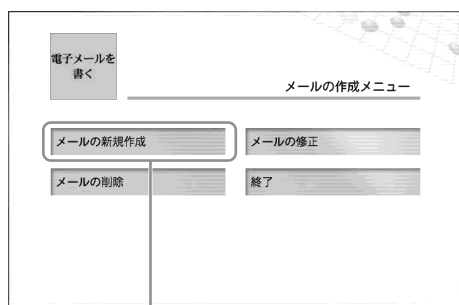 電子メールを
書く
メールの作成メニュー
メールの新規作成
メールの修正
メールの削除
終了